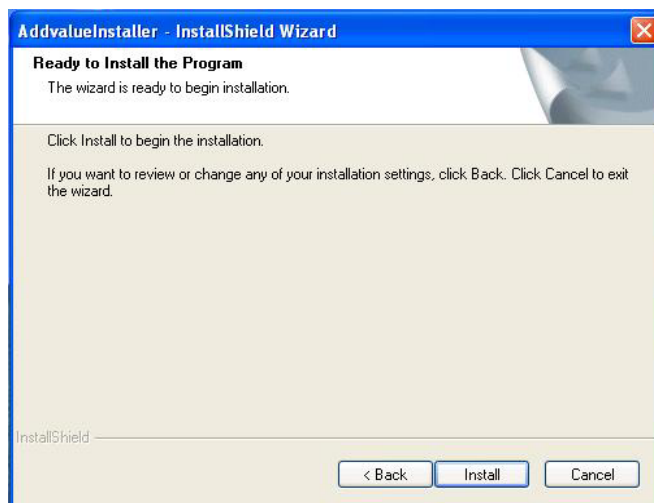 AddvalueInstaller - InstallShield Wizard
Ready to Install the Program
The wizard is ready to begin installation.
Click Install to begin the installation.
If you want to review or change any of your installation settings, click Back. Click Cancel to exit
the wizard.
InstallShield
< Back Install Cancel